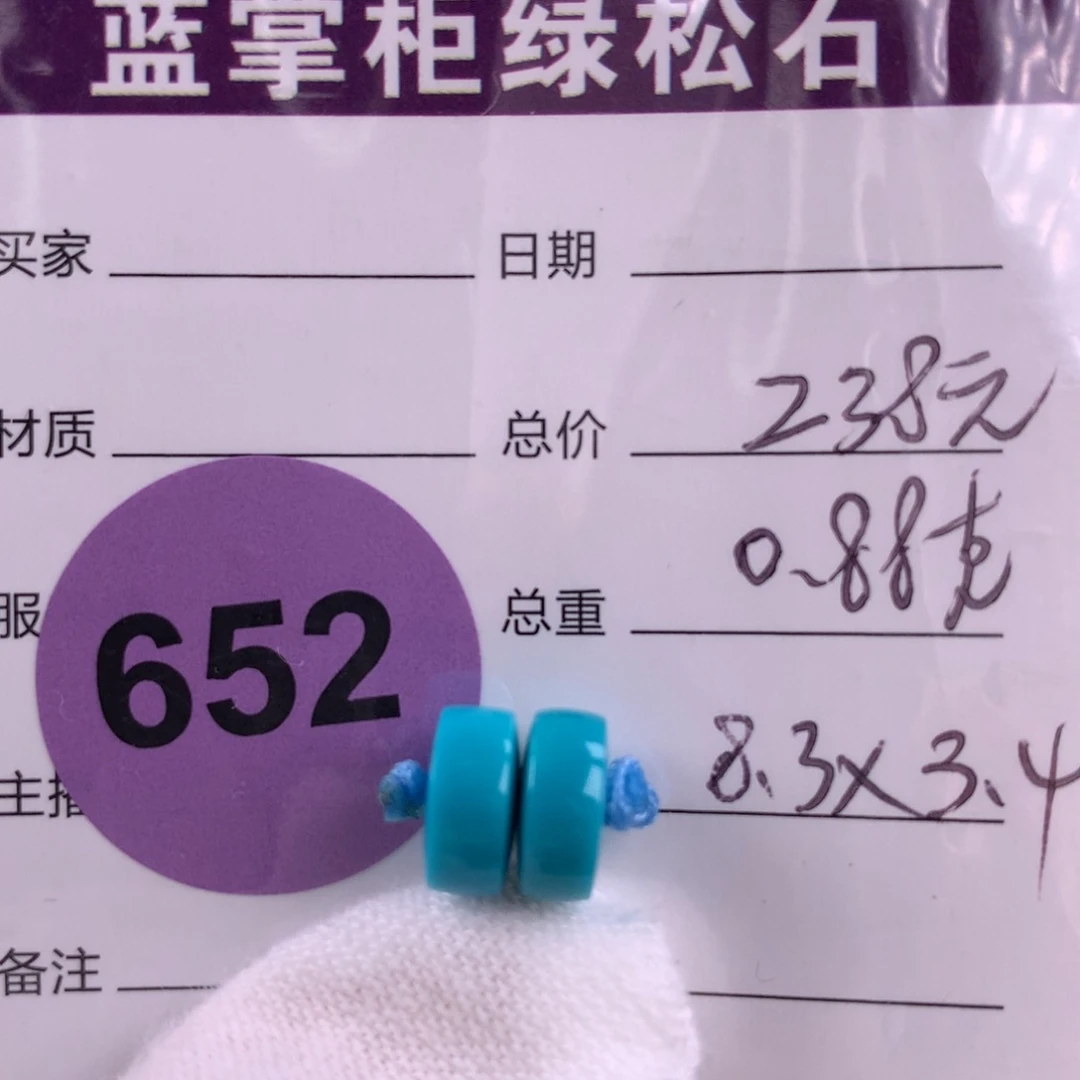 蓝掌柜绿松石
买家 日期
材质 总价 238元
服 总重 0.88克
652
主播 8.3x3.4
备注